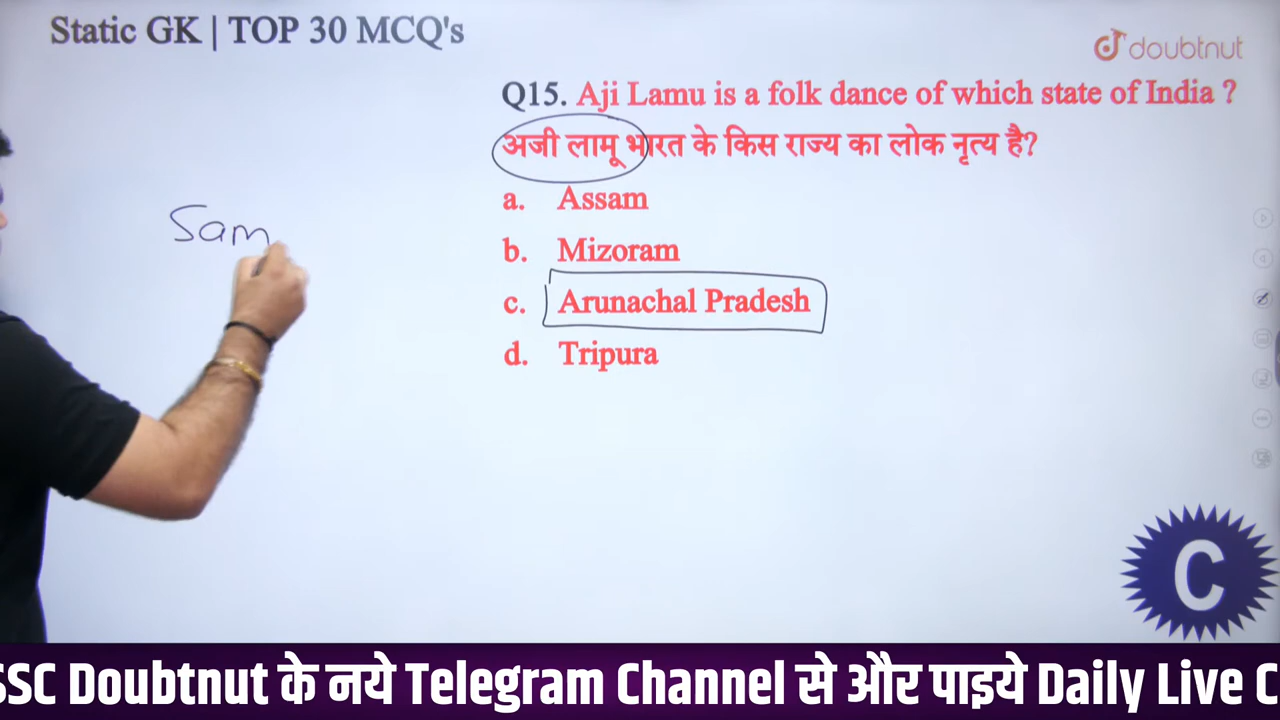 Static GK | TOP 30 MCQ's
doubtnut
Q15. Aji Lamu is a folk dance of which state of India ?
अजी लामू भारत के किस राज्य का लोक नृत्य है?
a. Assam
b. Mizoram
c. Arunachal Pradesh
d. Tripura
Sam
C
SSC Doubtnut के नये Telegram Channel से और पाइये Daily Live C